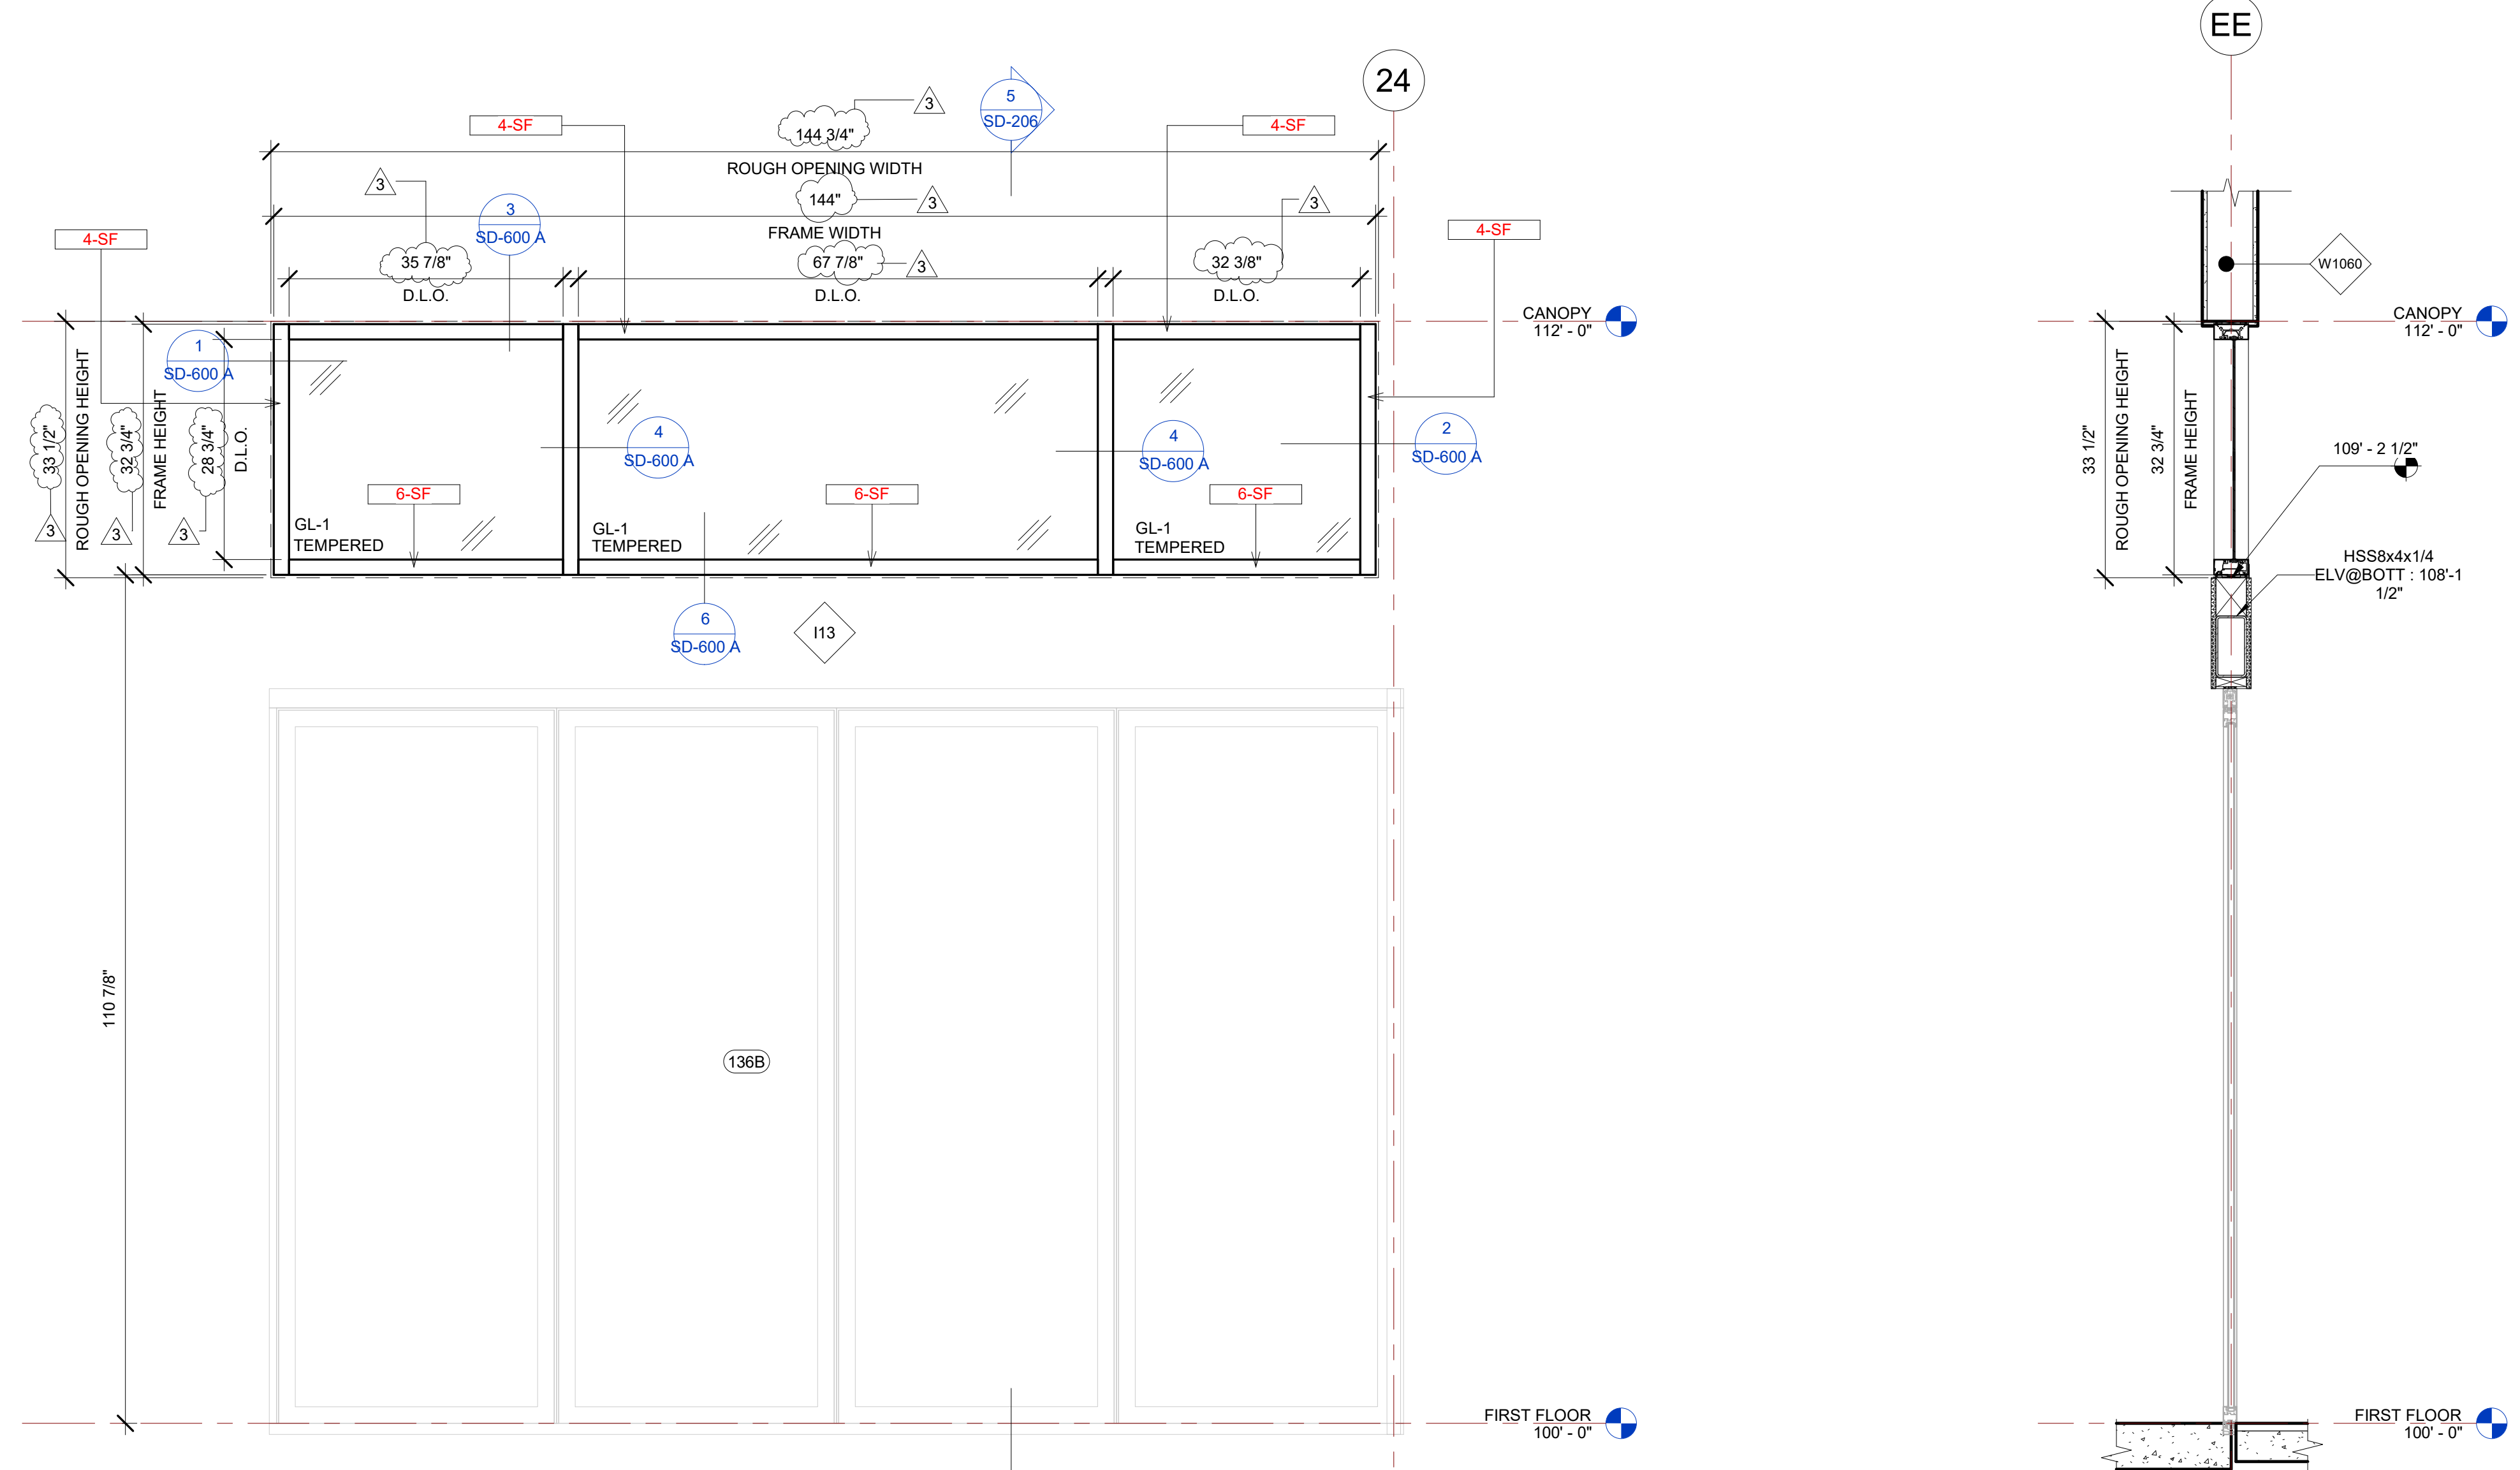 EE
24
3
5
SD-206
4-SF
144 3/4"
4-SF
ROUGH OPENING WIDTH
3
144"
3
3
3
SD-600 A
4-SF
FRAME WIDTH
4-SF
35 7/8"
67 7/8"
3
32 3/8"
D.L.O.
D.L.O.
D.L.O.
W1060
CANOPY
112' - 0"
CANOPY
112' - 0"
1
SD-600 A
33 1/2"
ROUGH OPENING HEIGHT
32 3/4"
FRAME HEIGHT
28 3/4"
D.L.O.
3
3
3
4
SD-600 A
4
SD-600 A
2
SD-600 A
6-SF
6-SF
6-SF
GL-1
TEMPERED
GL-1
TEMPERED
GL-1
TEMPERED
33 1/2"
ROUGH OPENING HEIGHT
32 3/4"
FRAME HEIGHT
109' - 2 1/2"
HSS8x4x1/4
ELV@BOTT : 108'-1
1/2"
6
SD-600 A
I13
110 7/8"
136B
FIRST FLOOR
100' - 0"
FIRST FLOOR
100' - 0"